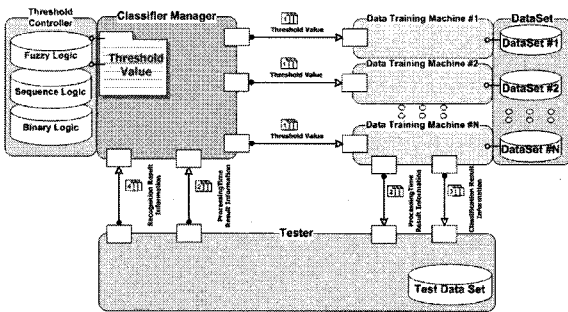 Threshold
Controller
Fuzzy Logic
Sequence Logic
Binary Logic
Classifier Manager
Threshold
Value
Threshold Value
Threshold Value
Threshold Value
Data Training Machine #1
Data Training Machine #2
Data Training Machine #N
DataSet
DataSet #1
DataSet #2
DataSet #N
Recognition Result
Information
ProcessingTime
Result Information
ProcessingTime
Result Information
Classification Result
Information
Tester
Test Data Set